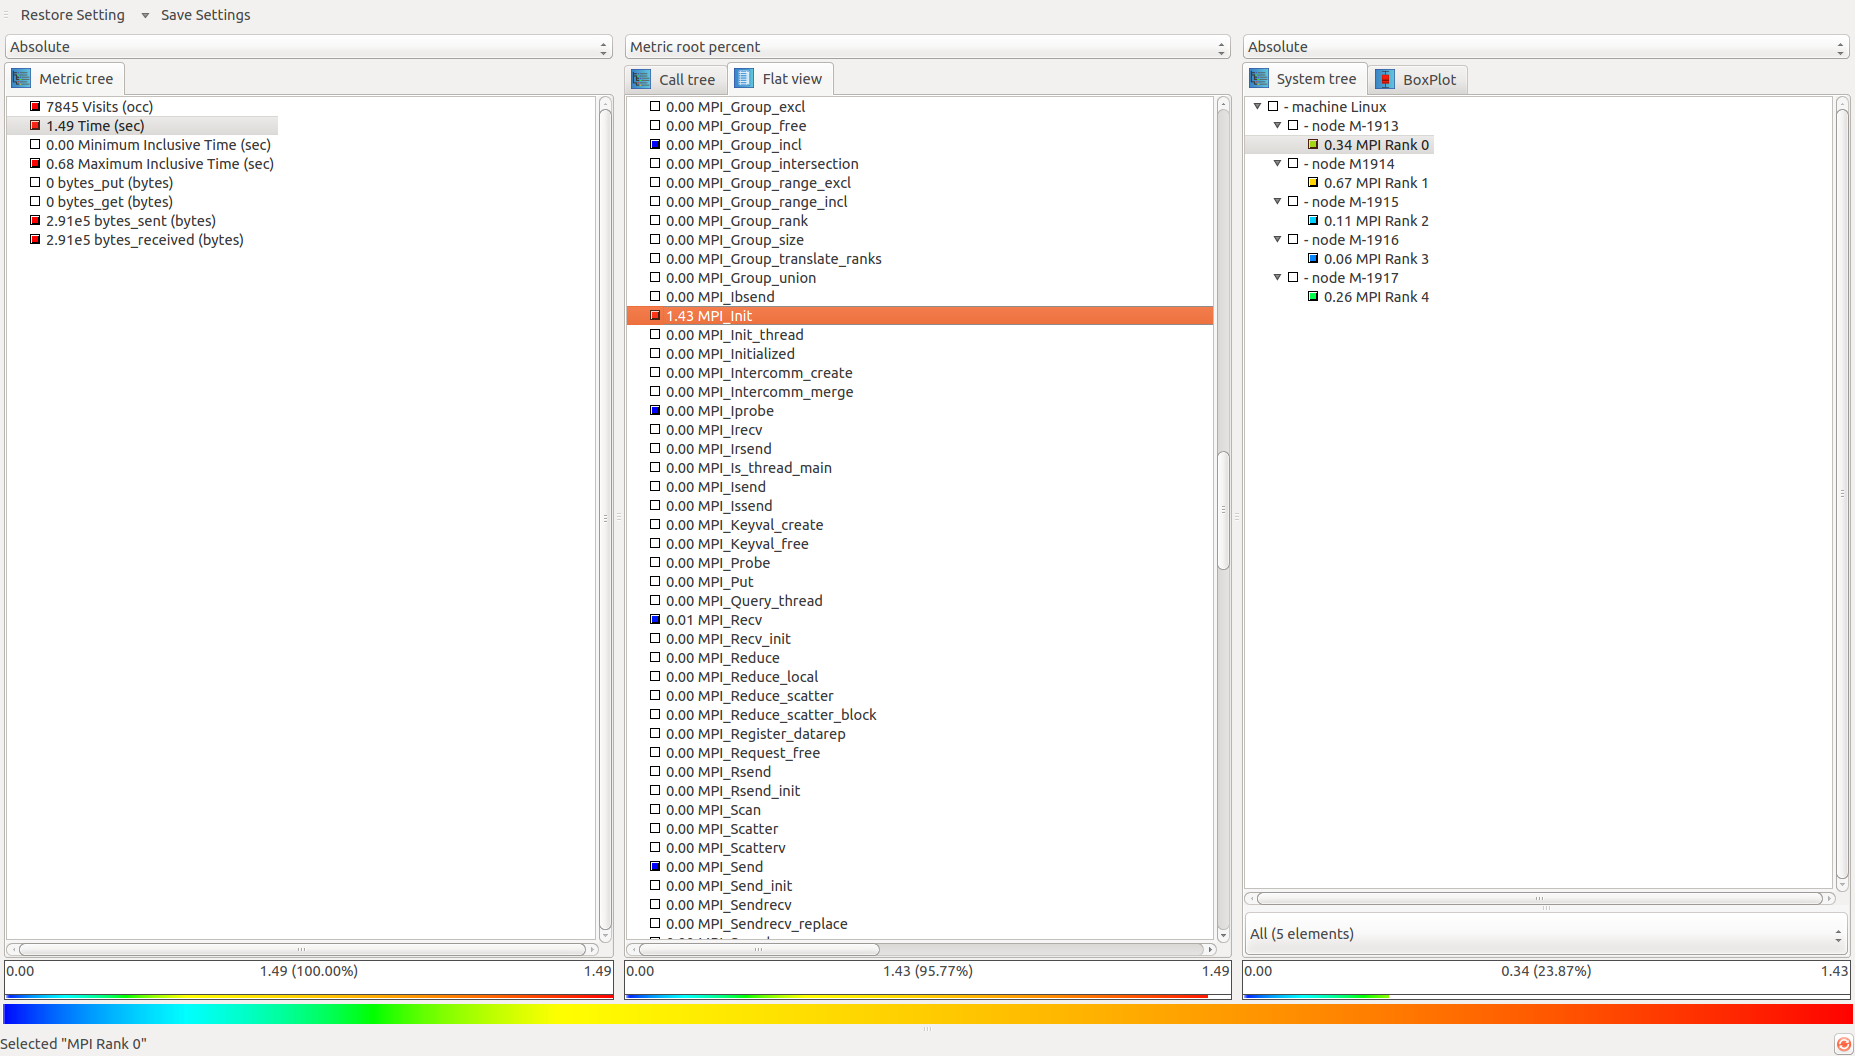 Restore Setting Save Settings
Absolute
Metric tree
7845 Visits (occ)
1.49 Time (sec)
0.00 Minimum Inclusive Time (sec)
0.68 Maximum Inclusive Time (sec)
0 bytes_put (bytes)
0 bytes_get (bytes)
2.91e5 bytes_sent (bytes)
2.91e5 bytes_received (bytes)
0.00 1.49 (100.00%) 1.49
Metric root percent
Call tree Flat view
0.00 MPI_Group_excl
0.00 MPI_Group_free
0.00 MPI_Group_incl
0.00 MPI_Group_intersection
0.00 MPI_Group_range_excl
0.00 MPI_Group_range_incl
0.00 MPI_Group_rank
0.00 MPI_Group_size
0.00 MPI_Group_translate_ranks
0.00 MPI_Group_union
0.00 MPI_Ibsend
1.43 MPI_Init
0.00 MPI_Init_thread
0.00 MPI_Initialized
0.00 MPI_Intercomm_create
0.00 MPI_Intercomm_merge
0.00 MPI_Iprobe
0.00 MPI_Irecv
0.00 MPI_Irsend
0.00 MPI_Is_thread_main
0.00 MPI_Isend
0.00 MPI_Issend
0.00 MPI_Keyval_create
0.00 MPI_Keyval_free
0.00 MPI_Probe
0.00 MPI_Put
0.00 MPI_Query_thread
0.01 MPI_Recv
0.00 MPI_Recv_init
0.00 MPI_Reduce
0.00 MPI_Reduce_local
0.00 MPI_Reduce_scatter
0.00 MPI_Reduce_scatter_block
0.00 MPI_Register_datarep
0.00 MPI_Request_free
0.00 MPI_Rsend
0.00 MPI_Rsend_init
0.00 MPI_Scan
0.00 MPI_Scatter
0.00 MPI_Scatterv
0.00 MPI_Send
0.00 MPI_Send_init
0.00 MPI_Sendrecv
0.00 MPI_Sendrecv_replace
0.00 1.43 (95.77%) 1.49
Absolute
System tree BoxPlot
- machine Linux
- node M-1913
0.34 MPI Rank 0
- node M1914
0.67 MPI Rank 1
- node M-1915
0.11 MPI Rank 2
- node M-1916
0.06 MPI Rank 3
- node M-1917
0.26 MPI Rank 4
All (5 elements)
0.00 0.34 (23.87%) 1.43
Selected "MPI Rank 0"